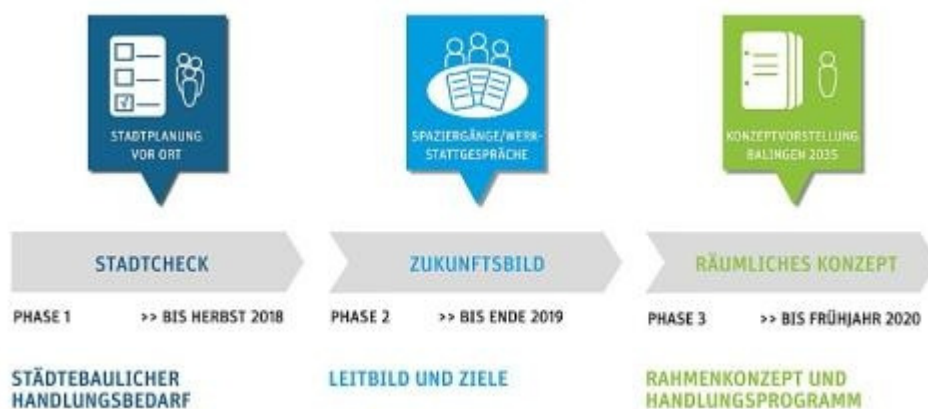 STADTPLANUNG
VOR ORT
SPAZIERGÄNGE/WERK-
STATTGESPRÄCHE
KONZEPTVORSTELLUNG
BALINGEN 2035
STADTCHECK
ZUKUNFTSBILD
RÄUMLICHES KONZEPT
PHASE 1 >> BIS HERBST 2018
PHASE 2 >> BIS ENDE 2019
PHASE 3 >> BIS FRÜHJAHR 2020
STÄDTEBAULICHER
HANDLUNGSBEDARF
LEITBILD UND ZIELE
RAHMENKONZEPT UND
HANDLUNGSPROGRAMM